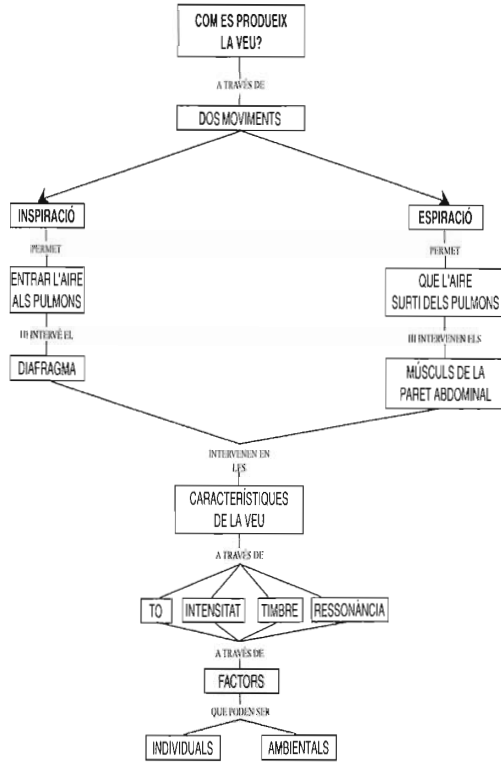 COM ES PRODUEIX
LA VEU?
A TRAVÉS DE
DOS MOVIMENTS
INSPIRACIÓ
ESPIRACIÓ
PERMET
PERMET
ENTRAR L'AIRE
ALS PULMONS
QUE L'AIRE
SURTI DELS PULMONS
HI INTERVÉ EL
HI INTERVENEN ELS
DIAFRAGMA
MÚSCULS DE LA
PARET ABDOMINAL
INTERVENEN EN
LES
CARACTERÍSTIQUES
DE LA VEU
A TRAVÉS DE
TO
INTENSITAT
TIMBRE
RESSONÀNCIA
A TRAVÉS DE
FACTORS
QUE PODEN SER
INDIVIDUALS
AMBIENTALS